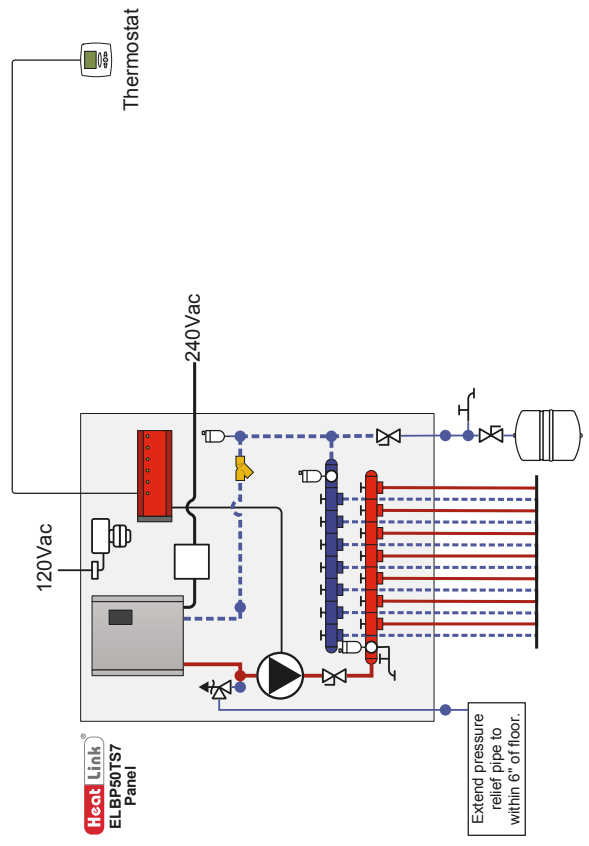 Thermostat
240Vac
120Vac
Heat Link®
ELBP50TS7
Panel
Extend pressure
relief pipe to
within 6" of floor.